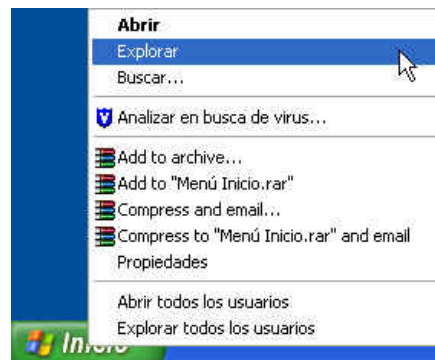 Abrir
Explorar
Buscar...
Analizar en busca de virus...
Add to archive...
Add to "Menú Inicio.rar"
Compress and email...
Compress to "Menú Inicio.rar" and email
Propiedades
Abrir todos los usuarios
Explorar todos los usuarios
Inicio